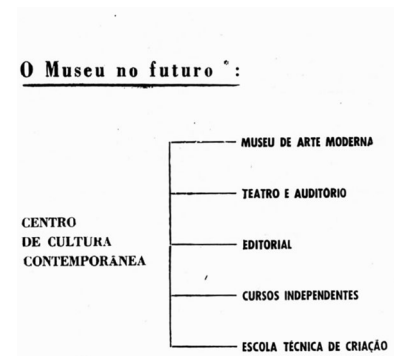 O Museu no futuro°:
MUSEU DE ARTE MODERNA
TEATRO E AUDITÓRIO
CENTRO
DE CULTURA
CONTEMPORÂNEA
EDITORIAL
CURSOS INDEPENDENTES
ESCOLA TÉCNICA DE CRIAÇÃO